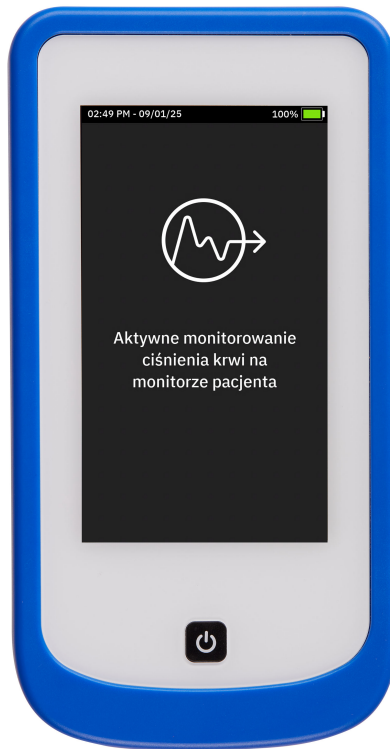 02:49 PM - 09/01/25 100%
Aktywne monitorowanie
ciśnienia krwi na
monitorze pacjenta